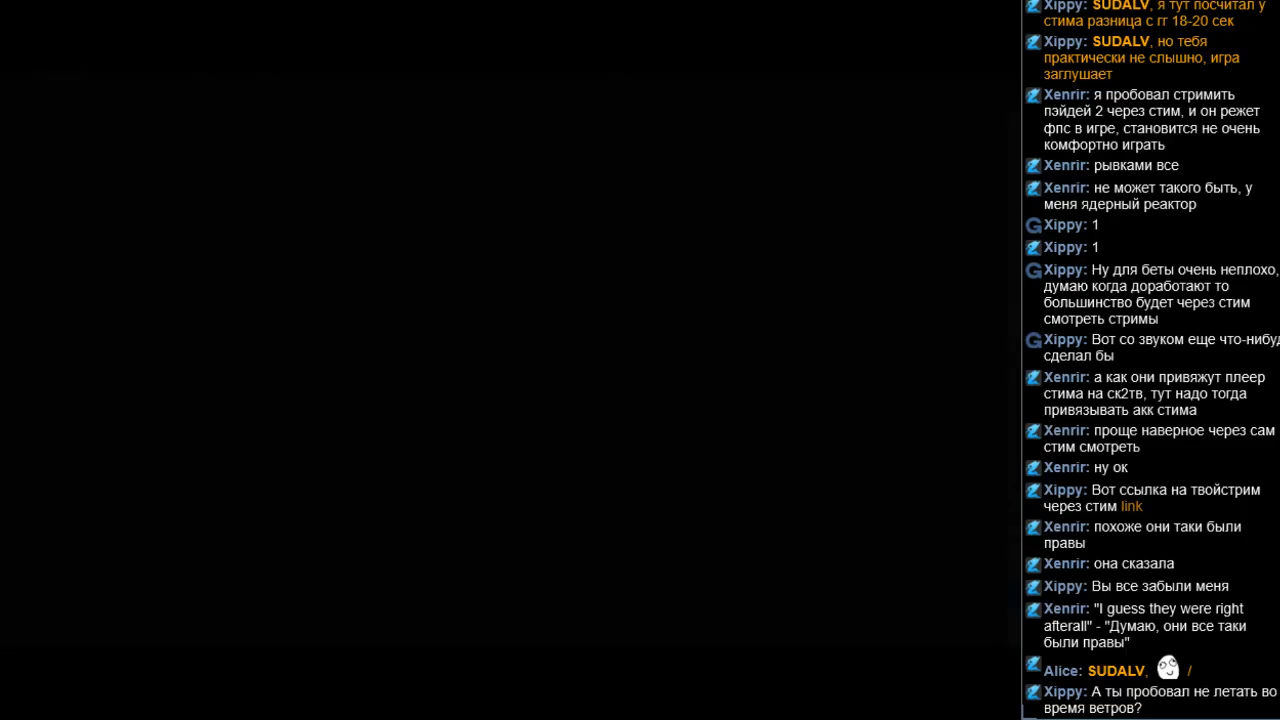 Xippy: SUDALV, я тут посчитал у
стима разница с гг 18-20 сек
Xippy: SUDALV, но тебя
практически не слышно, игра
заглушает
Xenrir: я пробовал стримить
пэйдей 2 через стим, и он режет
фпс в игре, становится не очень
комфортно играть
Xenrir: рывками все
Xenrir: не может такого быть, у
меня ядерный реактор
G Xippy: 1
Xippy: 1
G Xippy: Ну для беты очень неплохо,
думаю когда доработают то
большинство будет через стим
смотреть стримы
G Xippy: Вот со звуком еще что-нибуд
сделал бы
Xenrir: а как они привяжут плеер
стима на ск2тв, тут надо тогда
привязывать акк стима
Xenrir: проще наверное через сам
стим смотреть
Xenrir: ну ок
Xippy: Вот ссылка на твойстрим
через стим link
Xenrir: похоже они таки были
правы
Xenrir: она сказала
Xippy: Вы все забыли меня
Xenrir: "I guess they were right
afterall" - "Думаю, они все таки
были правы"
Alice: SUDALV, /
Xippy: А ты пробовал не летать во
время ветров?